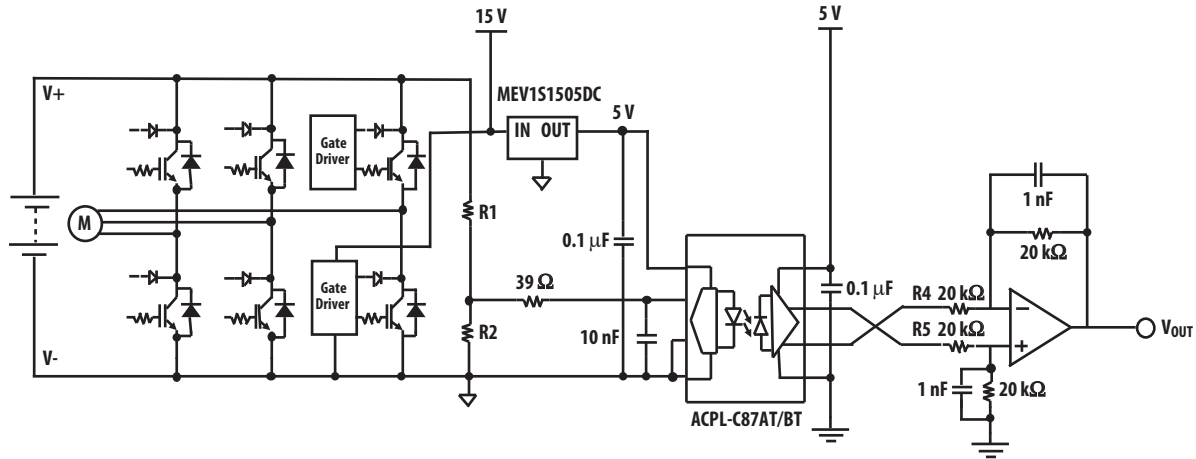 15 V
5 V
V+
MEV1S1505DC
5 V
IN OUT
Gate
Driver
1 nF
M
R1
20 kΩ
0.1 μF
39 Ω
0.1 μF
R4 20 kΩ
Gate
Driver
R2
10 nF
R5 20 kΩ
−
+
V-
VOUT
1 nF
20 kΩ
ACPL-C87AT/BT